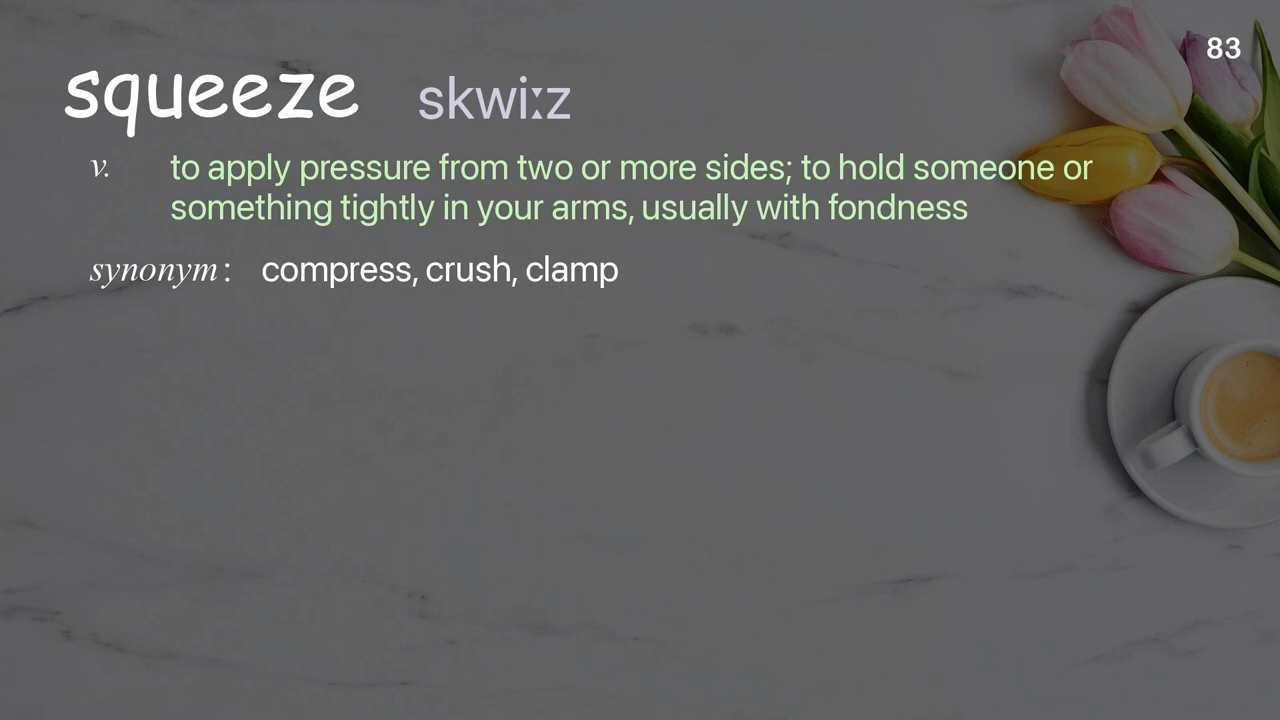 83
squeeze skwiːz
v. to apply pressure from two or more sides; to hold someone or
something tightly in your arms, usually with fondness
synonym: compress, crush, clamp